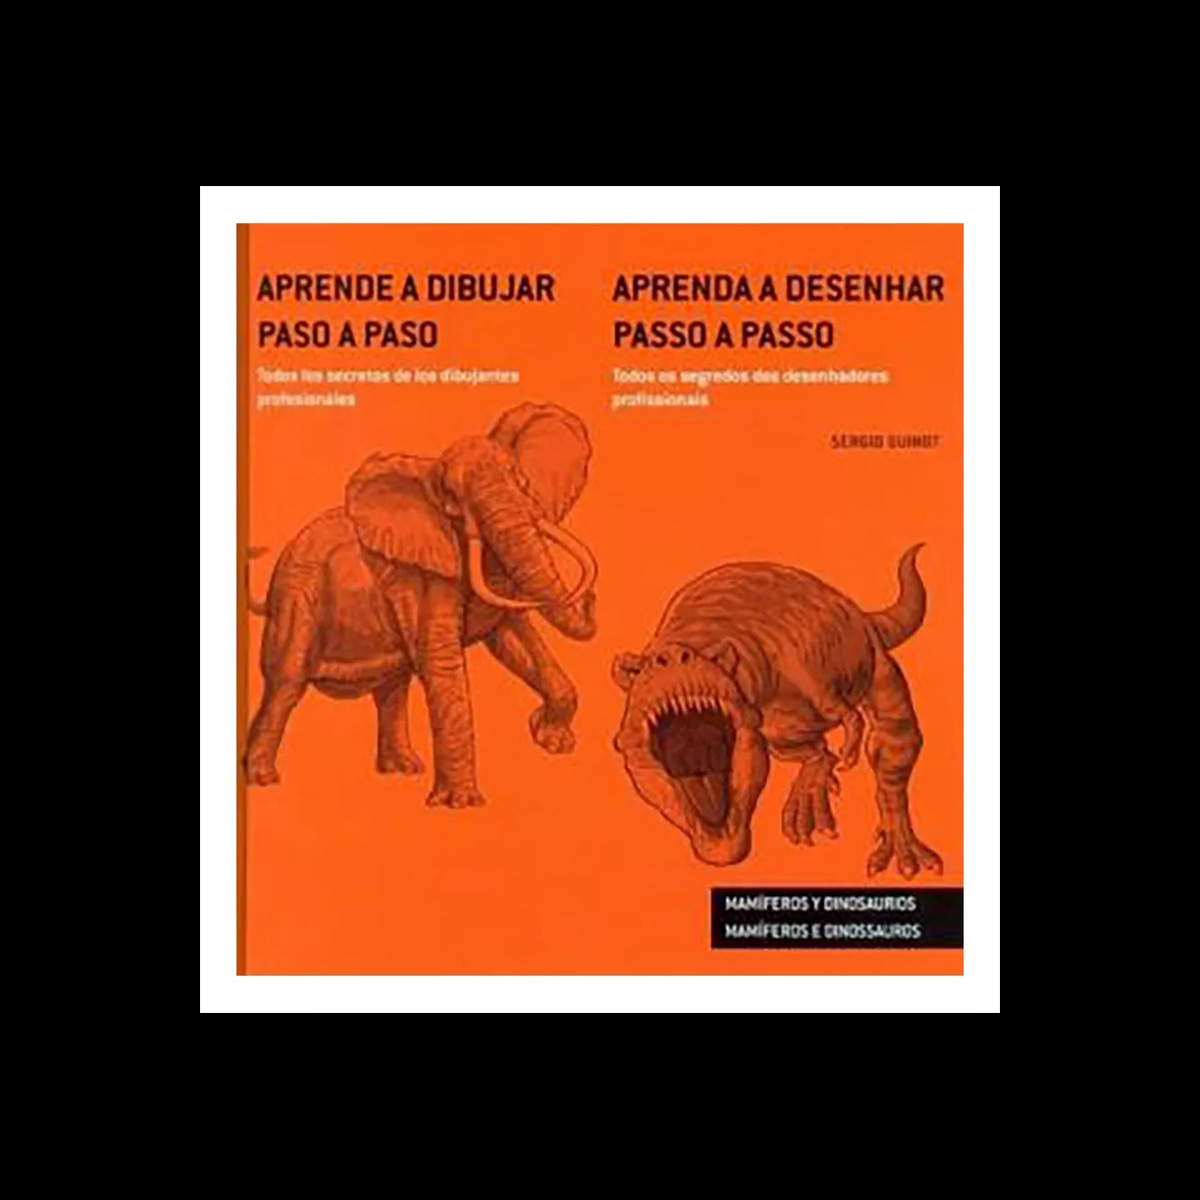 APRENDE A DIBUJAR
PASO A PASO
Todos los secretos de los dibujantes
profesionales
APRENDA A DESENHAR
PASSO A PASSO
Todos os segredos dos desenhadores
profissionais
SERGIO GUINOT
MAMÍFEROS Y DINOSAURIOS
MAMÍFEROS E DINOSSAUROS